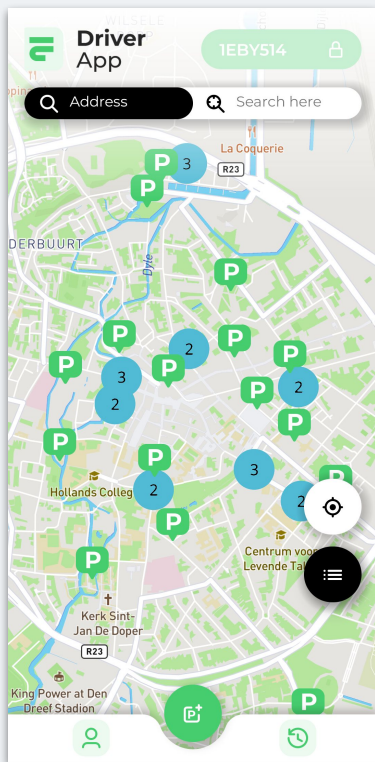 WILSELE
Driver
App
1EBY514
Address
Search here
La Coquerie
R23
3
P
P
DERBUURT
Dyle
P
P
P
2
P
P
3
P
P
2
2
P
P
P
3
Hollands Colleg
2
P
2
P
Centrum voor
Levende Tal
P
Kerk Sint-
Jan De Doper
R23
King Power at Den
Dreef Stadion
P
P